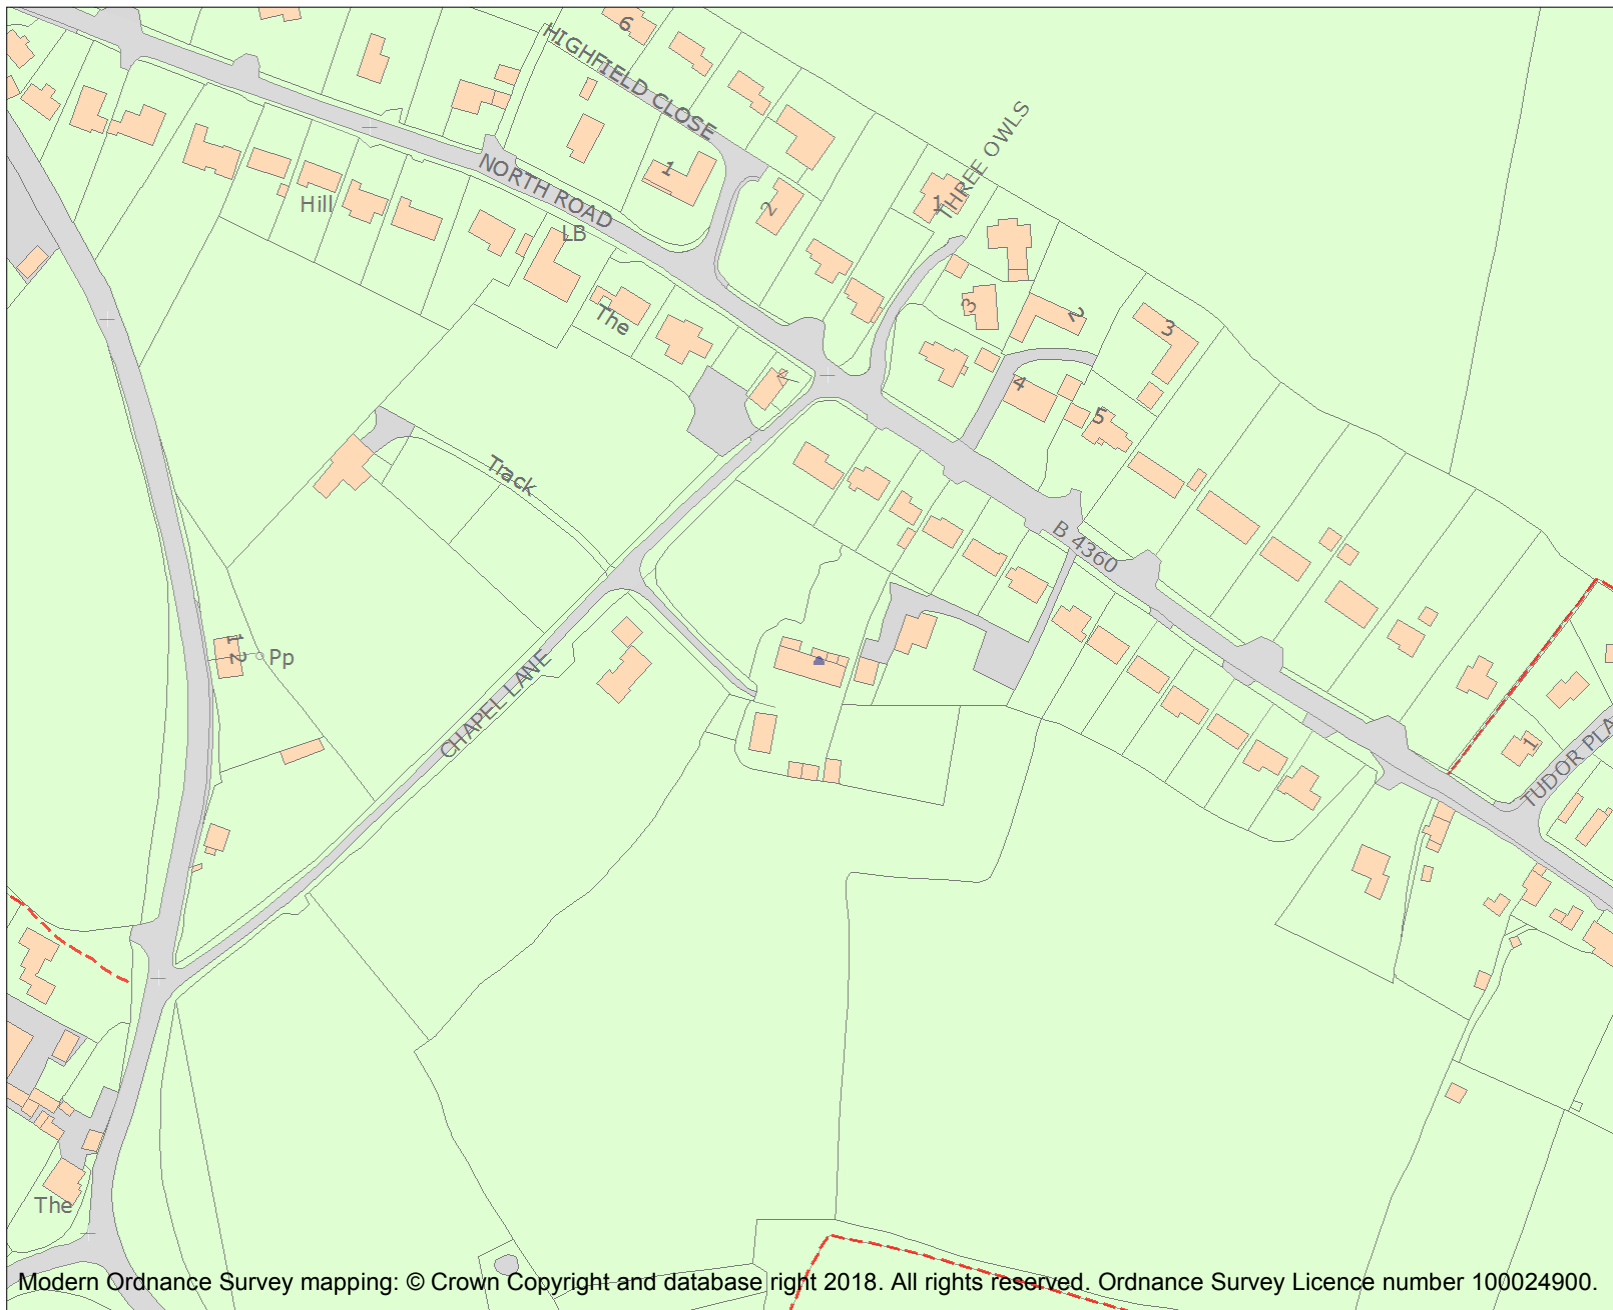 6
HIGHFIELD CLOSE
THREE OWLS
1
NORTH ROAD
2
1
Hill
LB
3
2
3
The
4
5
Track
B 4360
1
2
Pp
CHAPEL LANE
1
TUDOR PLA
The
Modern Ordnance Survey mapping: © Crown Copyright and database right 2018. All rights reserved. Ordnance Survey Licence number 100024900.